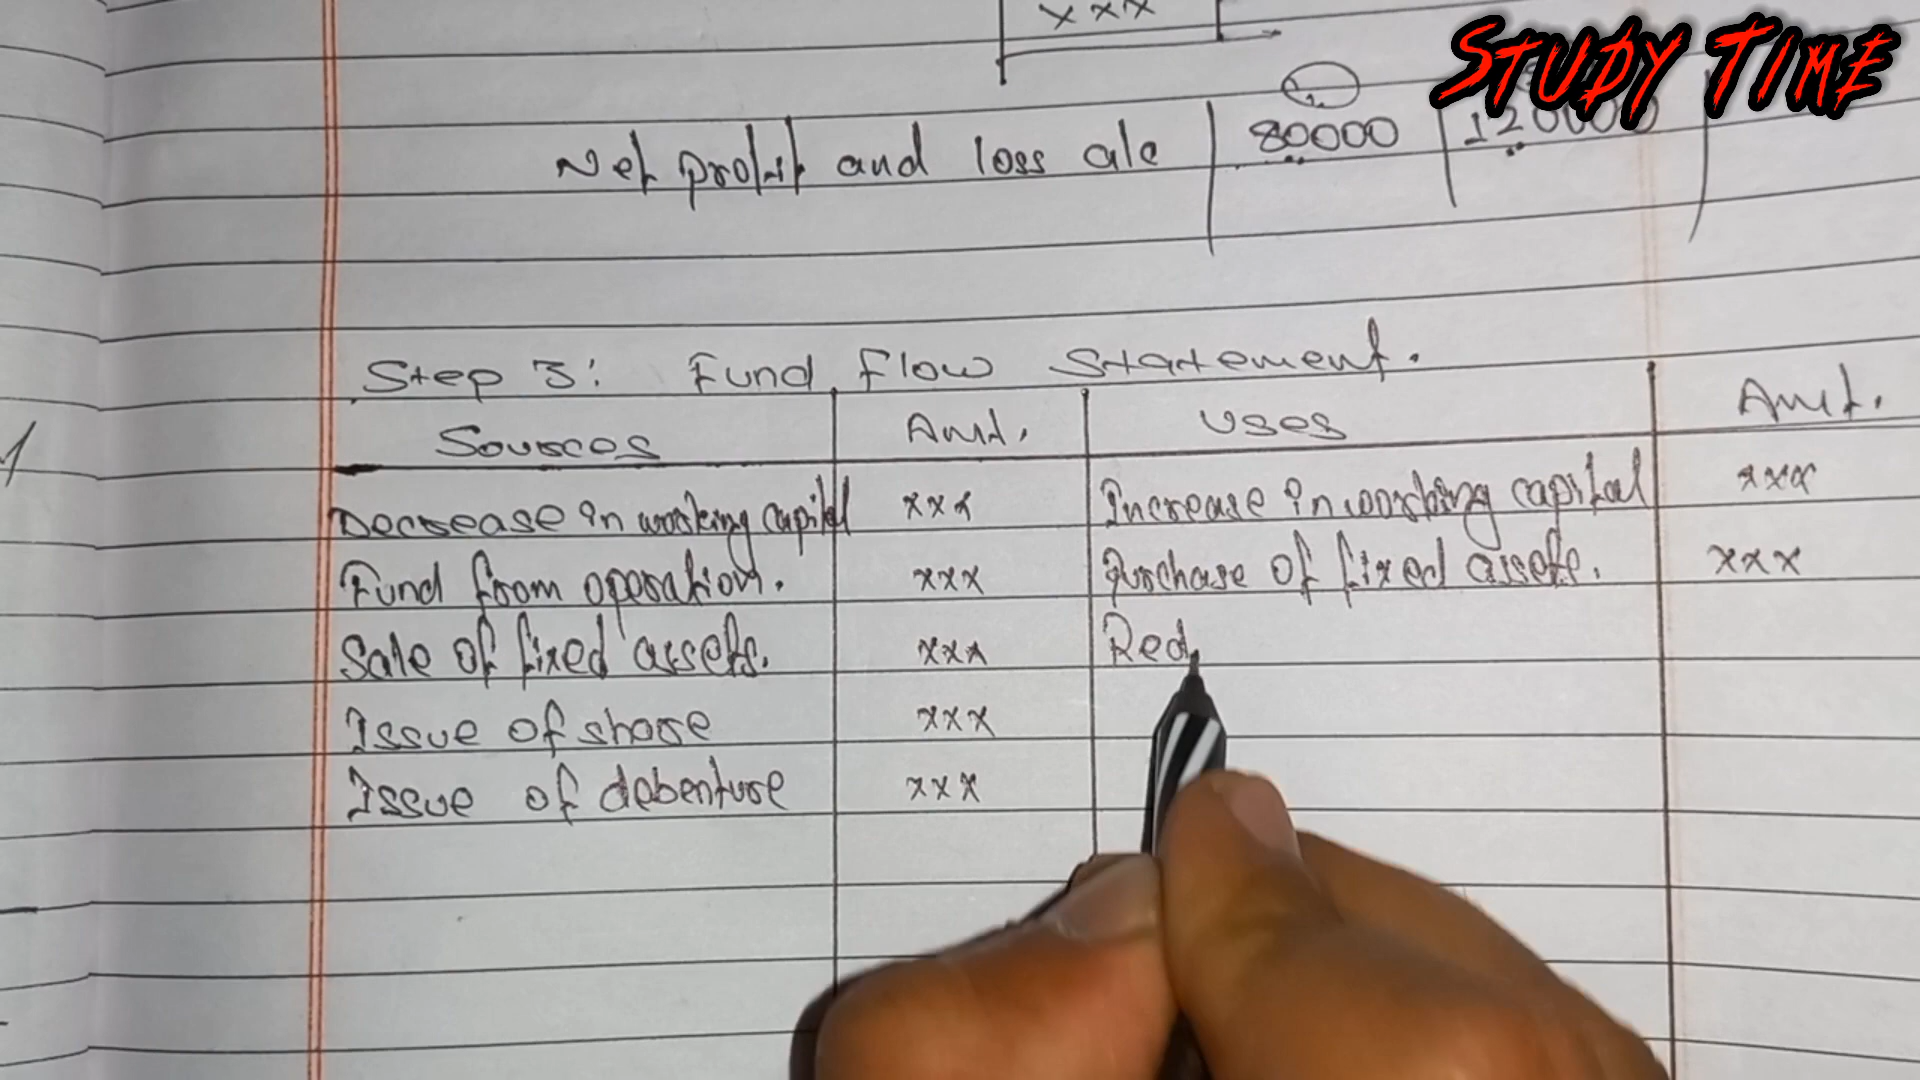 xxx
STUDY TIME
Net profit and loss a/c 80000 120000
Step 3: Fund Flow Statement.
Sources Amt. Uses Amt.
Decrease in working capital xxx Increase in working capital xxx
Fund from operation. xxx Purchase of fixed assets. xxx
Sale of fixed assets. xxx Red
Issue of share xxx
Issue of debenture xxx